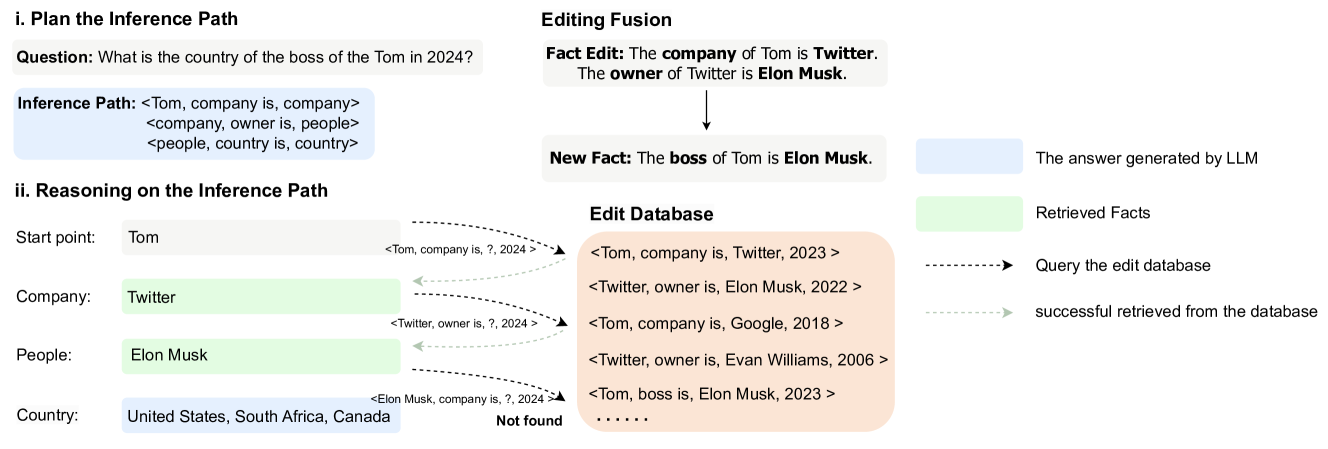 i. Plan the Inference Path
Question: What is the country of the boss of the Tom in 2024?
Inference Path: <Tom, company is, company>
<company, owner is, people>
<people, country is, country>
ii. Reasoning on the Inference Path
Start point:
Tom
<Tom, company is, ?, 2024 >
Company:
Twitter
<Twitter, owner is, ?, 2024 >
People:
Elon Musk
<Elon Musk, company is, ?, 2024 >
Country:
United States, South Africa, Canada
Not found
Editing Fusion
Fact Edit: The company of Tom is Twitter.
The owner of Twitter is Elon Musk.
New Fact: The boss of Tom is Elon Musk.
Edit Database
<Tom, company is, Twitter, 2023 >
<Twitter, owner is, Elon Musk, 2022 >
<Tom, company is, Google, 2018 >
<Twitter, owner is, Evan Williams, 2006 >
<Tom, boss is, Elon Musk, 2023 >
......
The answer generated by LLM
Retrieved Facts
Query the edit database
successful retrieved from the database